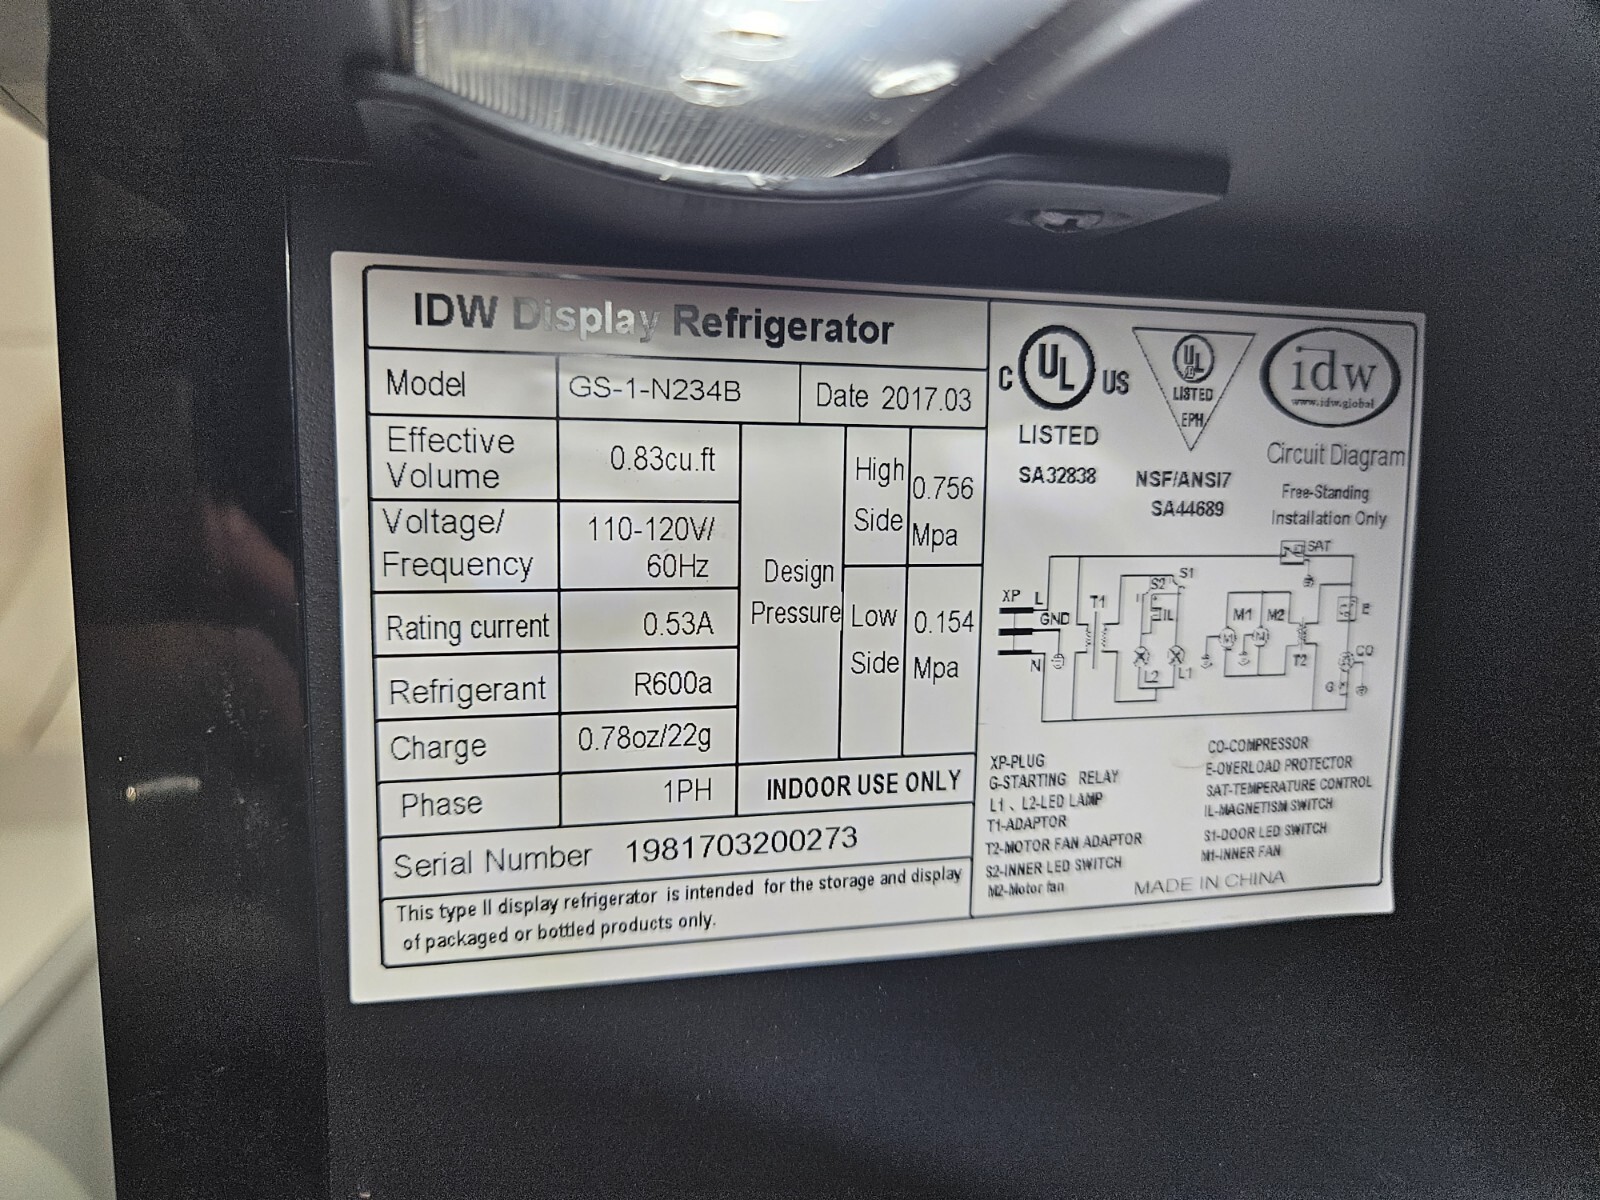 IDW Display Refrigerator
Model GS-1-N234B Date 2017.03
Effective Volume 0.83cu.ft
Voltage/ Frequency 110-120V/ 60Hz
Rating current 0.53A
Refrigerant R600a
Charge 0.78oz/22g
Phase 1PH
Design Pressure
High Side 0.756 Mpa
Low Side 0.154 Mpa
INDOOR USE ONLY
Serial Number 1981703200273
This type II display refrigerator is intended for the storage and display
of packaged or bottled products only.
C UL US
LISTED
SA32838
UL
LISTED
EPH
NSF/ANSI7
SA44689
idw
www.idw.global
Circuit Diagram
Free-Standing
Installation Only
SAT
XP L
GND
N
T1
S2 S1
IL
L2 L1
M1 M2
M M
T2
E
CO
G
XP-PLUG
G-STARTING RELAY
L1、L2-LED LAMP
T1-ADAPTOR
T2-MOTOR FAN ADAPTOR
S2-INNER LED SWITCH
M2-Motor fan
CO-COMPRESSOR
E-OVERLOAD PROTECTOR
SAT-TEMPERATURE CONTROL
IL-MAGNETISM SWITCH
S1-DOOR LED SWITCH
M1-INNER FAN
MADE IN CHINA